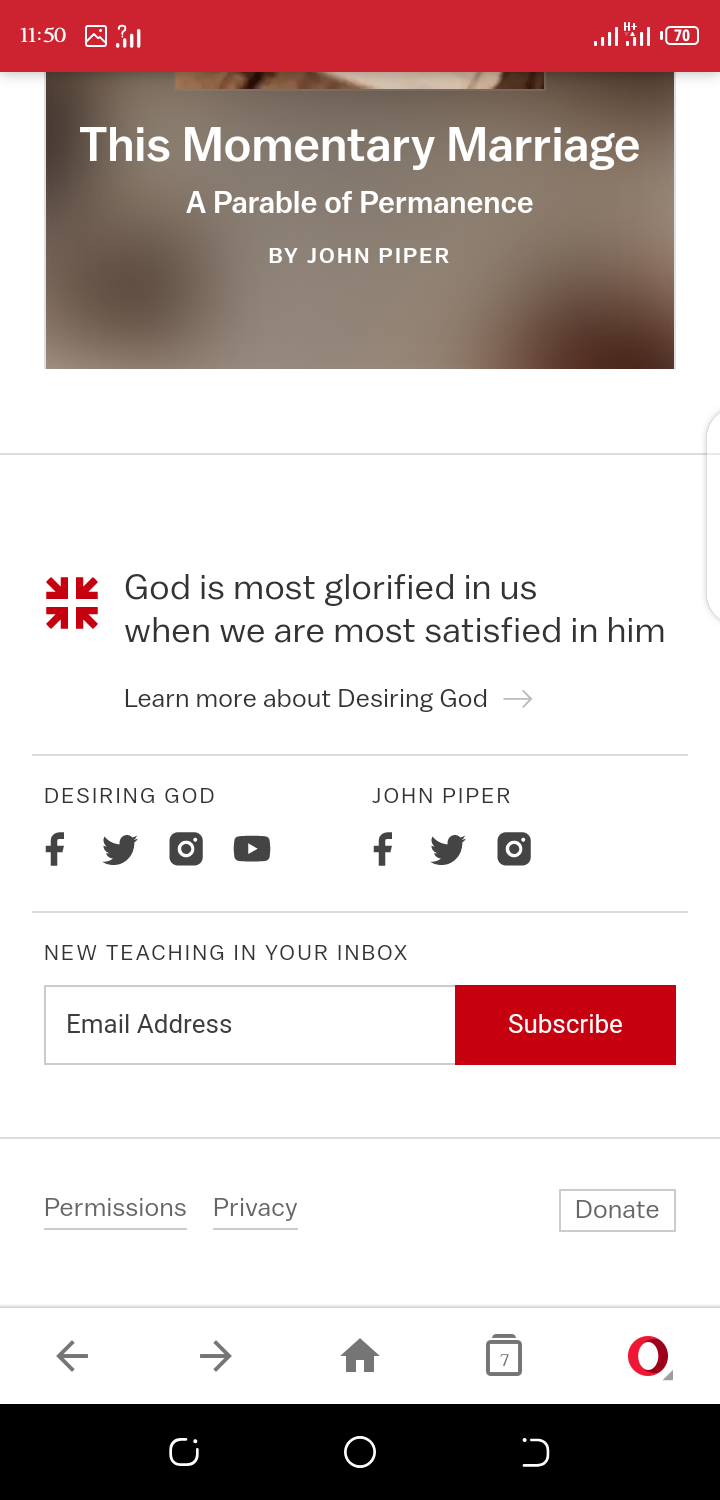 11:50
H+
70
This Momentary Marriage
A Parable of Permanence
BY JOHN PIPER
God is most glorified in us
when we are most satisfied in him
Learn more about Desiring God
DESIRING GOD
JOHN PIPER
NEW TEACHING IN YOUR INBOX
Email Address
Subscribe
Permissions
Privacy
Donate
7